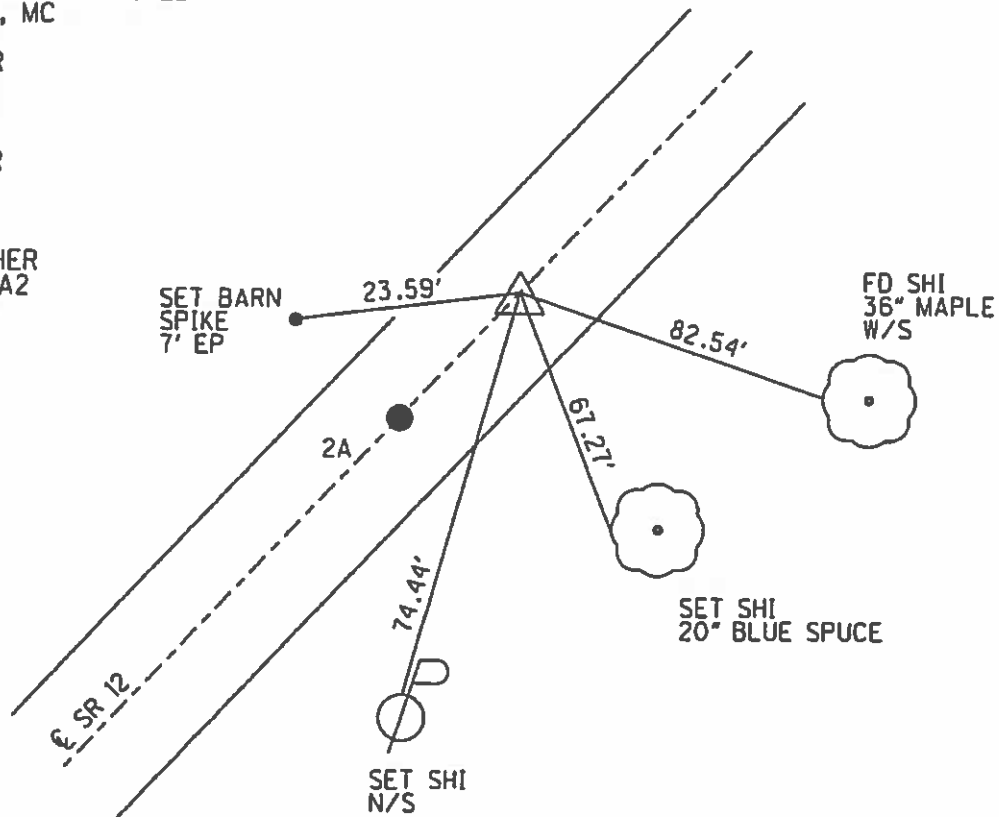 , MC
R
HER
A2
SET BARN
SPIKE
7' EP
23.59'
FD SHI
36" MAPLE
W/S
82.54'
2A
67.27'
74.44'
SET SHI
20" BLUE SPUCE
℄ SR 12
SET SHI
N/S